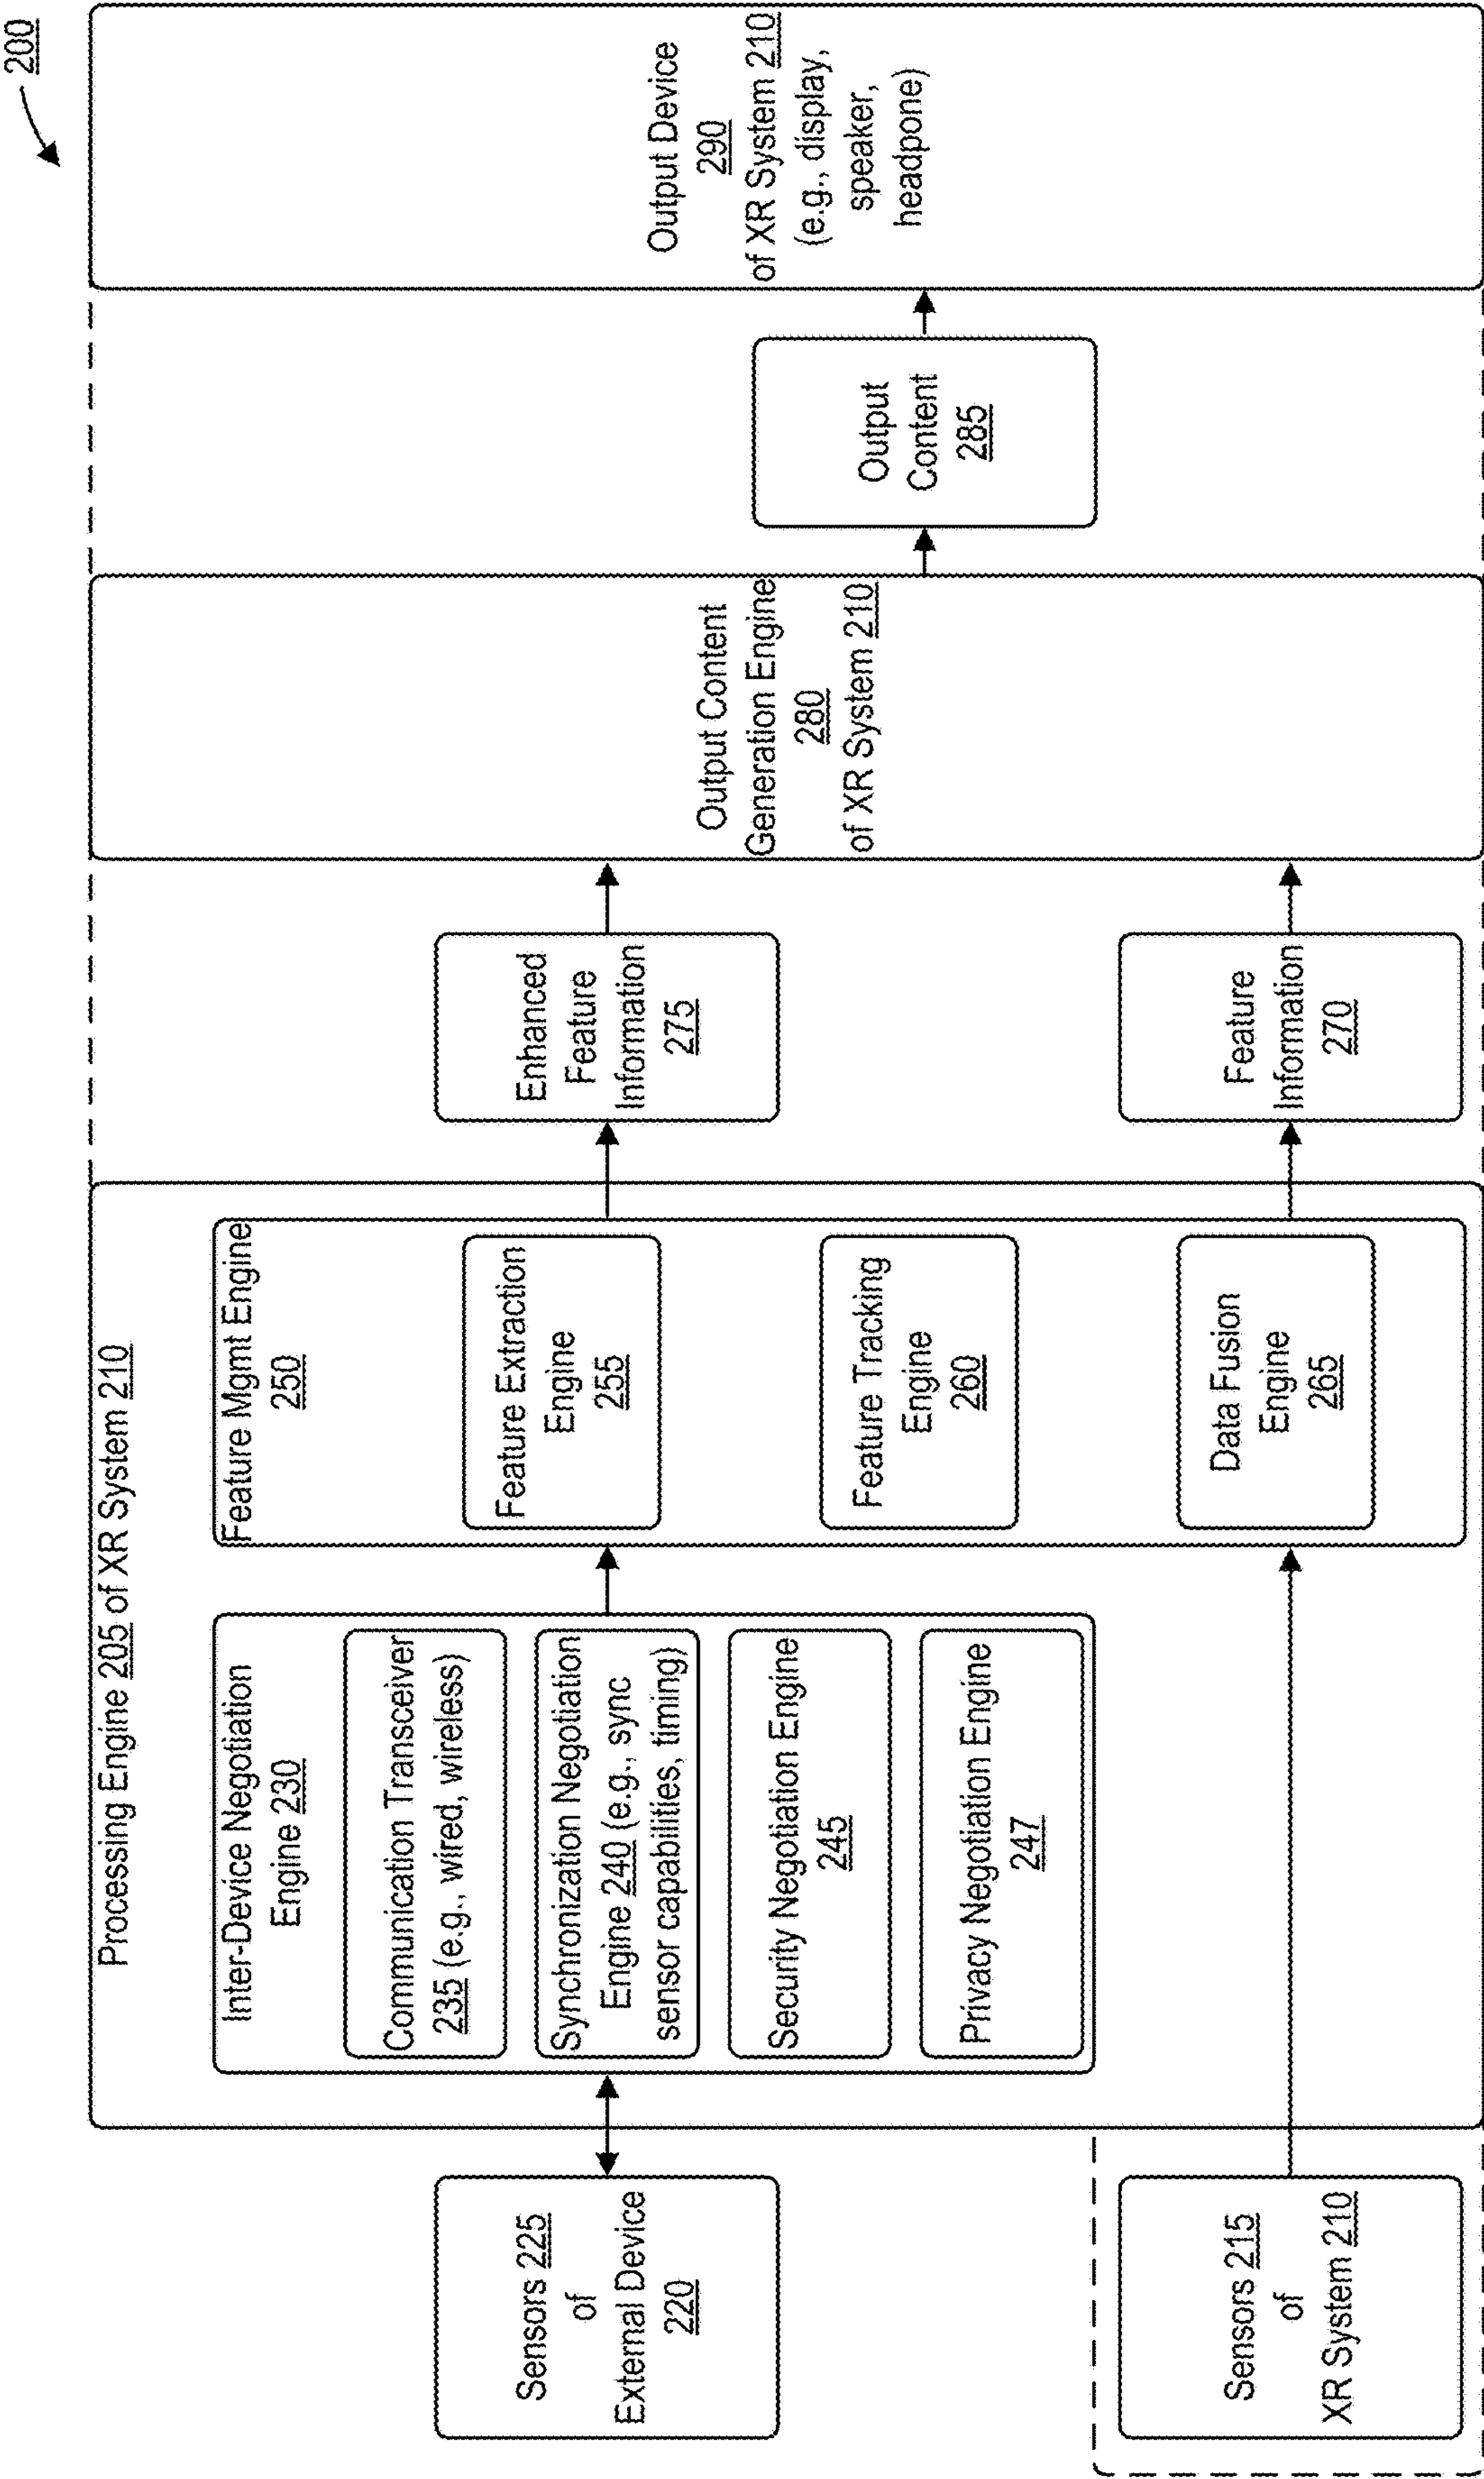 200
Processing Engine 205 of XR System 210
Sensors 225
of
External Device
220
Sensors 215
of
XR System 210
Inter-Device Negotiation
Engine 230
Communication Transceiver
235 (e.g., wired, wireless)
Synchronization Negotiation
Engine 240 (e.g., sync
sensor capabilities, timing)
Security Negotiation Engine
245
Privacy Negotiation Engine
247
Feature Mgmt Engine
250
Feature Extraction
Engine
255
Feature Tracking
Engine
260
Data Fusion
Engine
265
Enhanced
Feature
Information
275
Feature
Information
270
Output Content
Generation Engine
280
of XR System 210
Output
Content
285
Output Device
290
of XR System 210
(e.g., display,
speaker,
headpone)